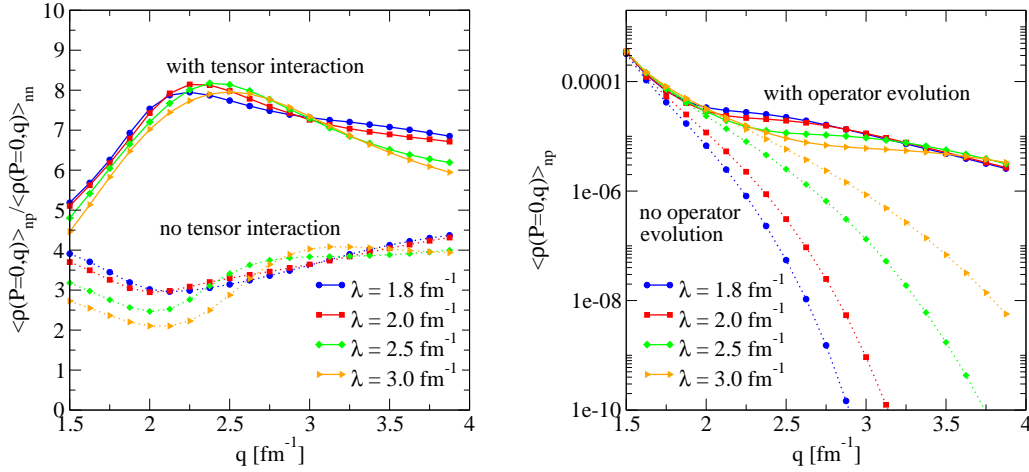 <ρ(P=0,q)>np/<ρ(P=0,q)>nn
10
9
8
7
6
5
4
3
2
1
0
with tensor interaction
no tensor interaction
λ = 1.8 fm-1
λ = 2.0 fm-1
λ = 2.5 fm-1
λ = 3.0 fm-1
1.5 2 2.5 3 3.5 4
q [fm-1]
<ρ(P=0,q)>np
0.0001
1e-06
1e-08
1e-10
with operator evolution
no operator
evolution
λ = 1.8 fm-1
λ = 2.0 fm-1
λ = 2.5 fm-1
λ = 3.0 fm-1
1.5 2 2.5 3 3.5 4
q [fm-1]